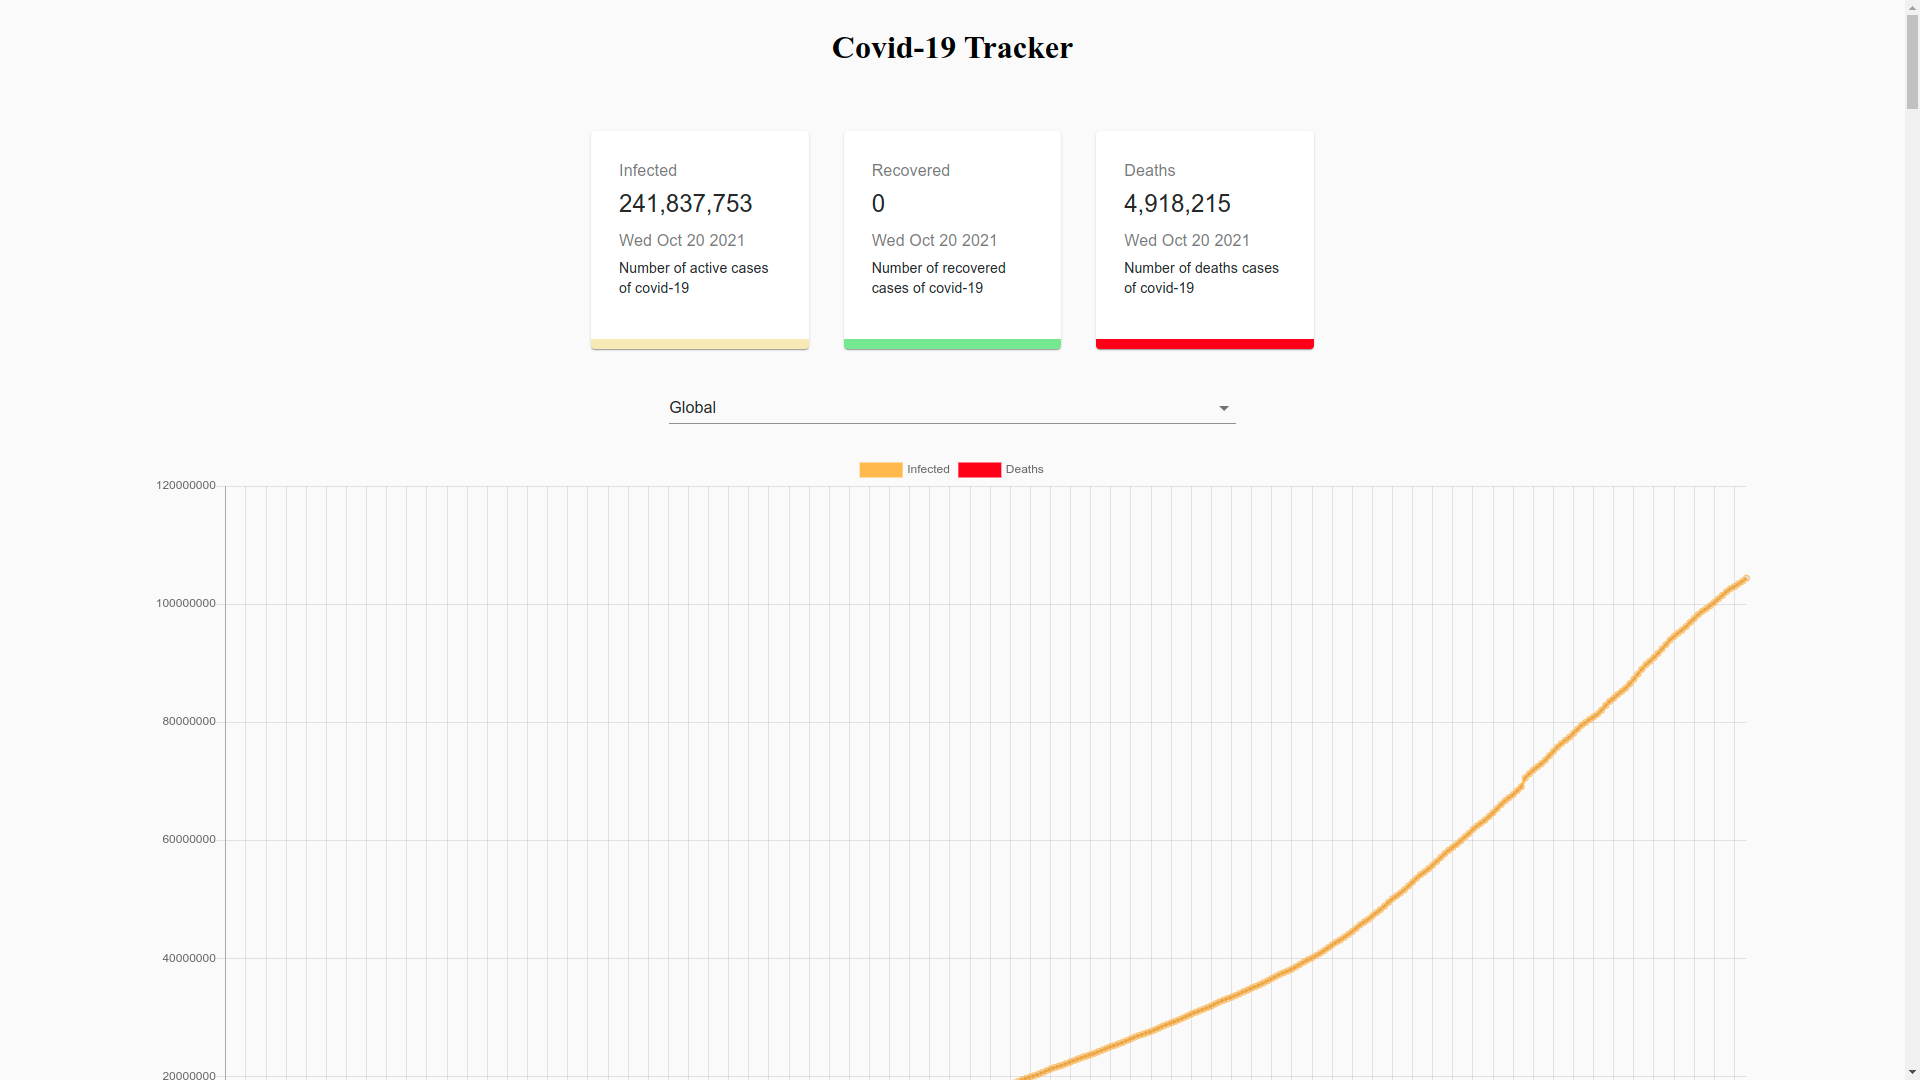 Covid-19 Tracker
Infected
241,837,753
Wed Oct 20 2021
Number of active cases
of covid-19
Recovered
0
Wed Oct 20 2021
Number of recovered
cases of covid-19
Deaths
4,918,215
Wed Oct 20 2021
Number of deaths cases
of covid-19
Global
Infected
Deaths
120000000
100000000
80000000
60000000
40000000
20000000